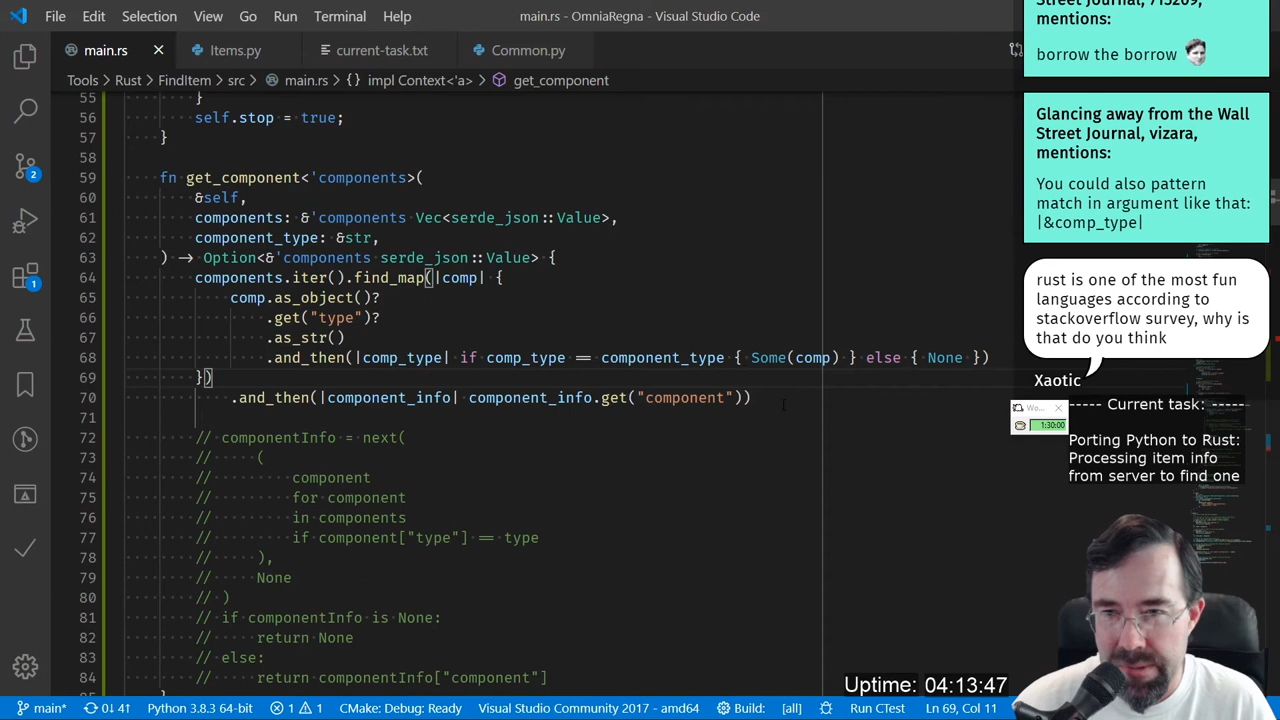 File Edit Selection View Go Run Terminal Help
main.rs - OmniaRegna - Visual Studio Code
main.rs Items.py current-task.txt Common.py
Tools > Rust > FindItem > src > main.rs > {} impl Context<'a> > get_component
55 }
56 self.stop = true;
57 }
58
59 fn get_component<'components>(
60 &self,
61 components: &'components Vec<serde_json::Value>,
62 component_type: &str,
63 ) -> Option<&'components serde_json::Value> {
64 components.iter().find_map(|comp| {
65 comp.as_object()?
66 .get("type")?
67 .as_str()
68 .and_then(|comp_type| if comp_type == component_type { Some(comp) } else { None })
69 })
70 .and_then(|component_info| component_info.get("component"))
71
72 // componentInfo = next(
73 // (
74 // component
75 // for component
76 // in components
77 // if component["type"] == type
78 // ),
79 // None
80 // )
81 // if componentInfo is None:
82 // return None
83 // else:
84 // return componentInfo["component"]
mentions:
borrow the borrow
Glancing away from the Wall
Street Journal, vizara,
mentions:
You could also pattern
match in argument like that:
|&comp_type|
rust is one of the most fun
languages according to
stackoverflow survey, why is
that do you think
Xaotic
Wo...
1:30:00
----- Current task: -----
Porting Python to Rust:
Processing item info
from server to find one
Uptime: 04:13:47
2
1
main* 0↓ 4↑ Python 3.8.3 64-bit 1 1 CMake: Debug: Ready Visual Studio Community 2017 - amd64 Build: [all] Run CTest Ln 69, Col 11